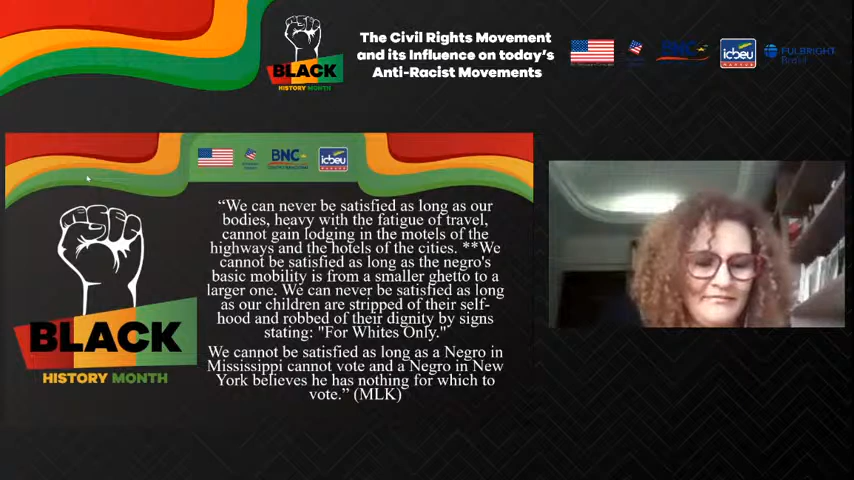 The Civil Rights Movement
and its Influence on today's
Anti-Racist Movements
BLACK
HISTORY MONTH
BNC
icbeu
MANAUS
FULBRIGHT
Brasil
BNC
icbeu
"We can never be satisfied as long as our
bodies, heavy with the fatigue of travel,
cannot gain lodging in the motels of the
highways and the hotels of the cities. **We
cannot be satisfied as long as the negro's
basic mobility is from a smaller ghetto to a
larger one. We can never be satisfied as long
as our children are stripped of their self-
hood and robbed of their dignity by signs
stating: "For Whites Only."
We cannot be satisfied as long as a Negro in
Mississippi cannot vote and a Negro in New
York believes he has nothing for which to
vote." (MLK)
BLACK
HISTORY MONTH